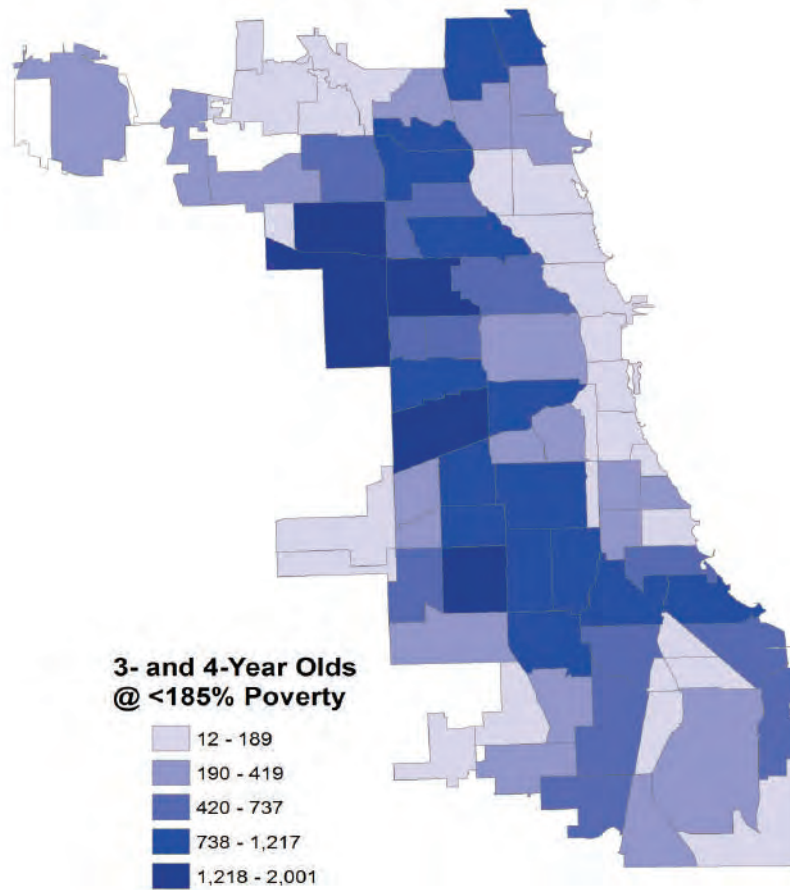 3- and 4-Year Olds
@ <185% Poverty
12 - 189
190 - 419
420 - 737
738 - 1,217
1,218 - 2,001